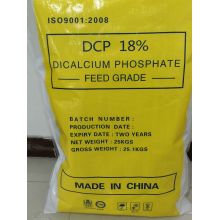 ISO9001:2008
DCP 18%
DICALCIUM PHOSPHATE
FEED GRADE
BATCH NUMBER :
PRODUCTION DATE :
EXPIRY DATE : TWO YEARS
NET WEIGHT : 25KGS
GROSS WEIGHT : 25.1KGS
MADE IN CHINA